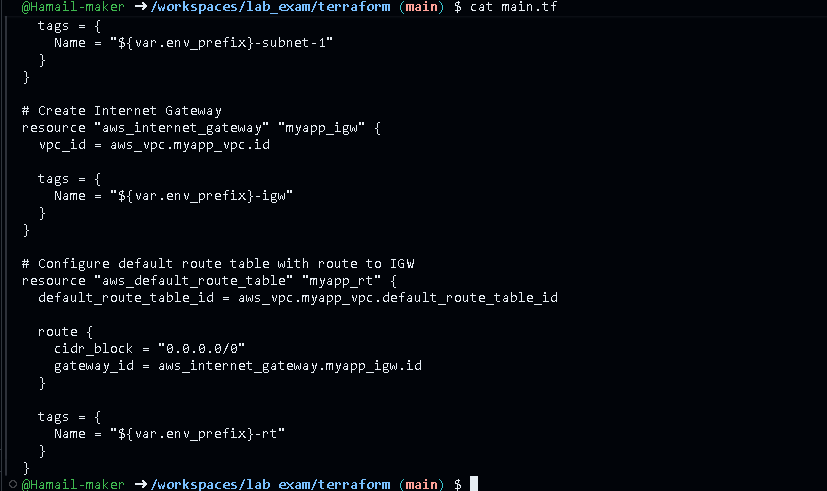 @Hamail-maker ➜/workspaces/lab_exam/terraform (main) $ cat main.tf
  tags = {
    Name = "${var.env_prefix}-subnet-1"
  }
}

# Create Internet Gateway
resource "aws_internet_gateway" "myapp_igw" {
  vpc_id = aws_vpc.myapp_vpc.id

  tags = {
    Name = "${var.env_prefix}-igw"
  }
}

# Configure default route table with route to IGW
resource "aws_default_route_table" "myapp_rt" {
  default_route_table_id = aws_vpc.myapp_vpc.default_route_table_id

  route {
    cidr_block = "0.0.0.0/0"
    gateway_id = aws_internet_gateway.myapp_igw.id
  }

  tags = {
    Name = "${var.env_prefix}-rt"
  }
}
@Hamail-maker ➜/workspaces/lab_exam/terraform (main) $